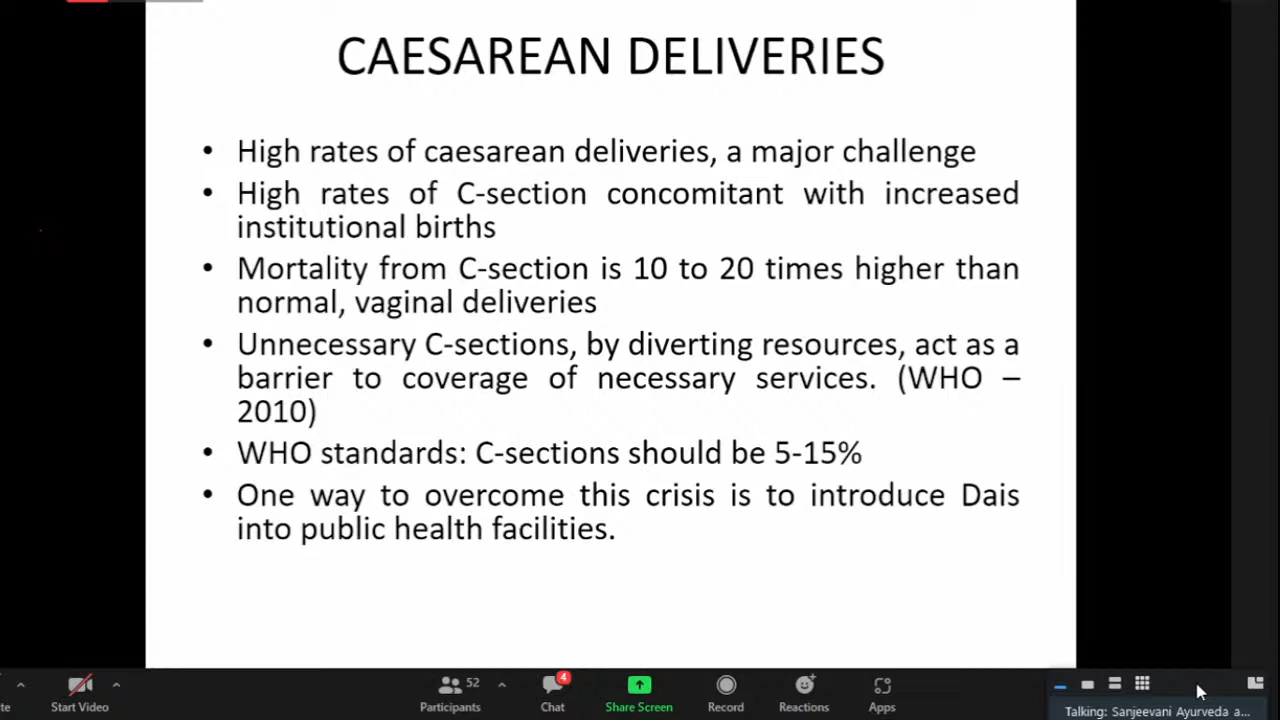 CAESAREAN DELIVERIES
• High rates of caesarean deliveries, a major challenge
• High rates of C-section concomitant with increased
institutional births
• Mortality from C-section is 10 to 20 times higher than
normal, vaginal deliveries
• Unnecessary C-sections, by diverting resources, act as a
barrier to coverage of necessary services. (WHO –
2010)
• WHO standards: C-sections should be 5-15%
• One way to overcome this crisis is to introduce Dais
into public health facilities.
te
Start Video
52
Participants
4
Chat
Share Screen
Record
Reactions
Apps
Talking: Sanjeevani Ayurveda a...